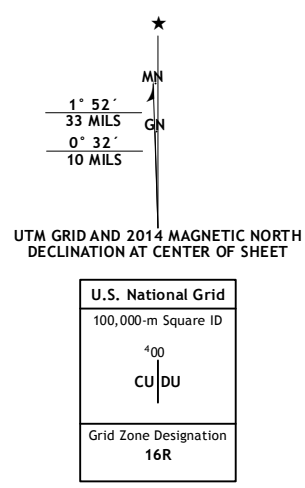 ★
MN
1° 52´
33 MILS
GN
0° 32´
10 MILS
UTM GRID AND 2014 MAGNETIC NORTH
DECLINATION AT CENTER OF SHEET
U.S. National Grid
100,000-m Square ID
⁴00
CU DU
Grid Zone Designation
16R